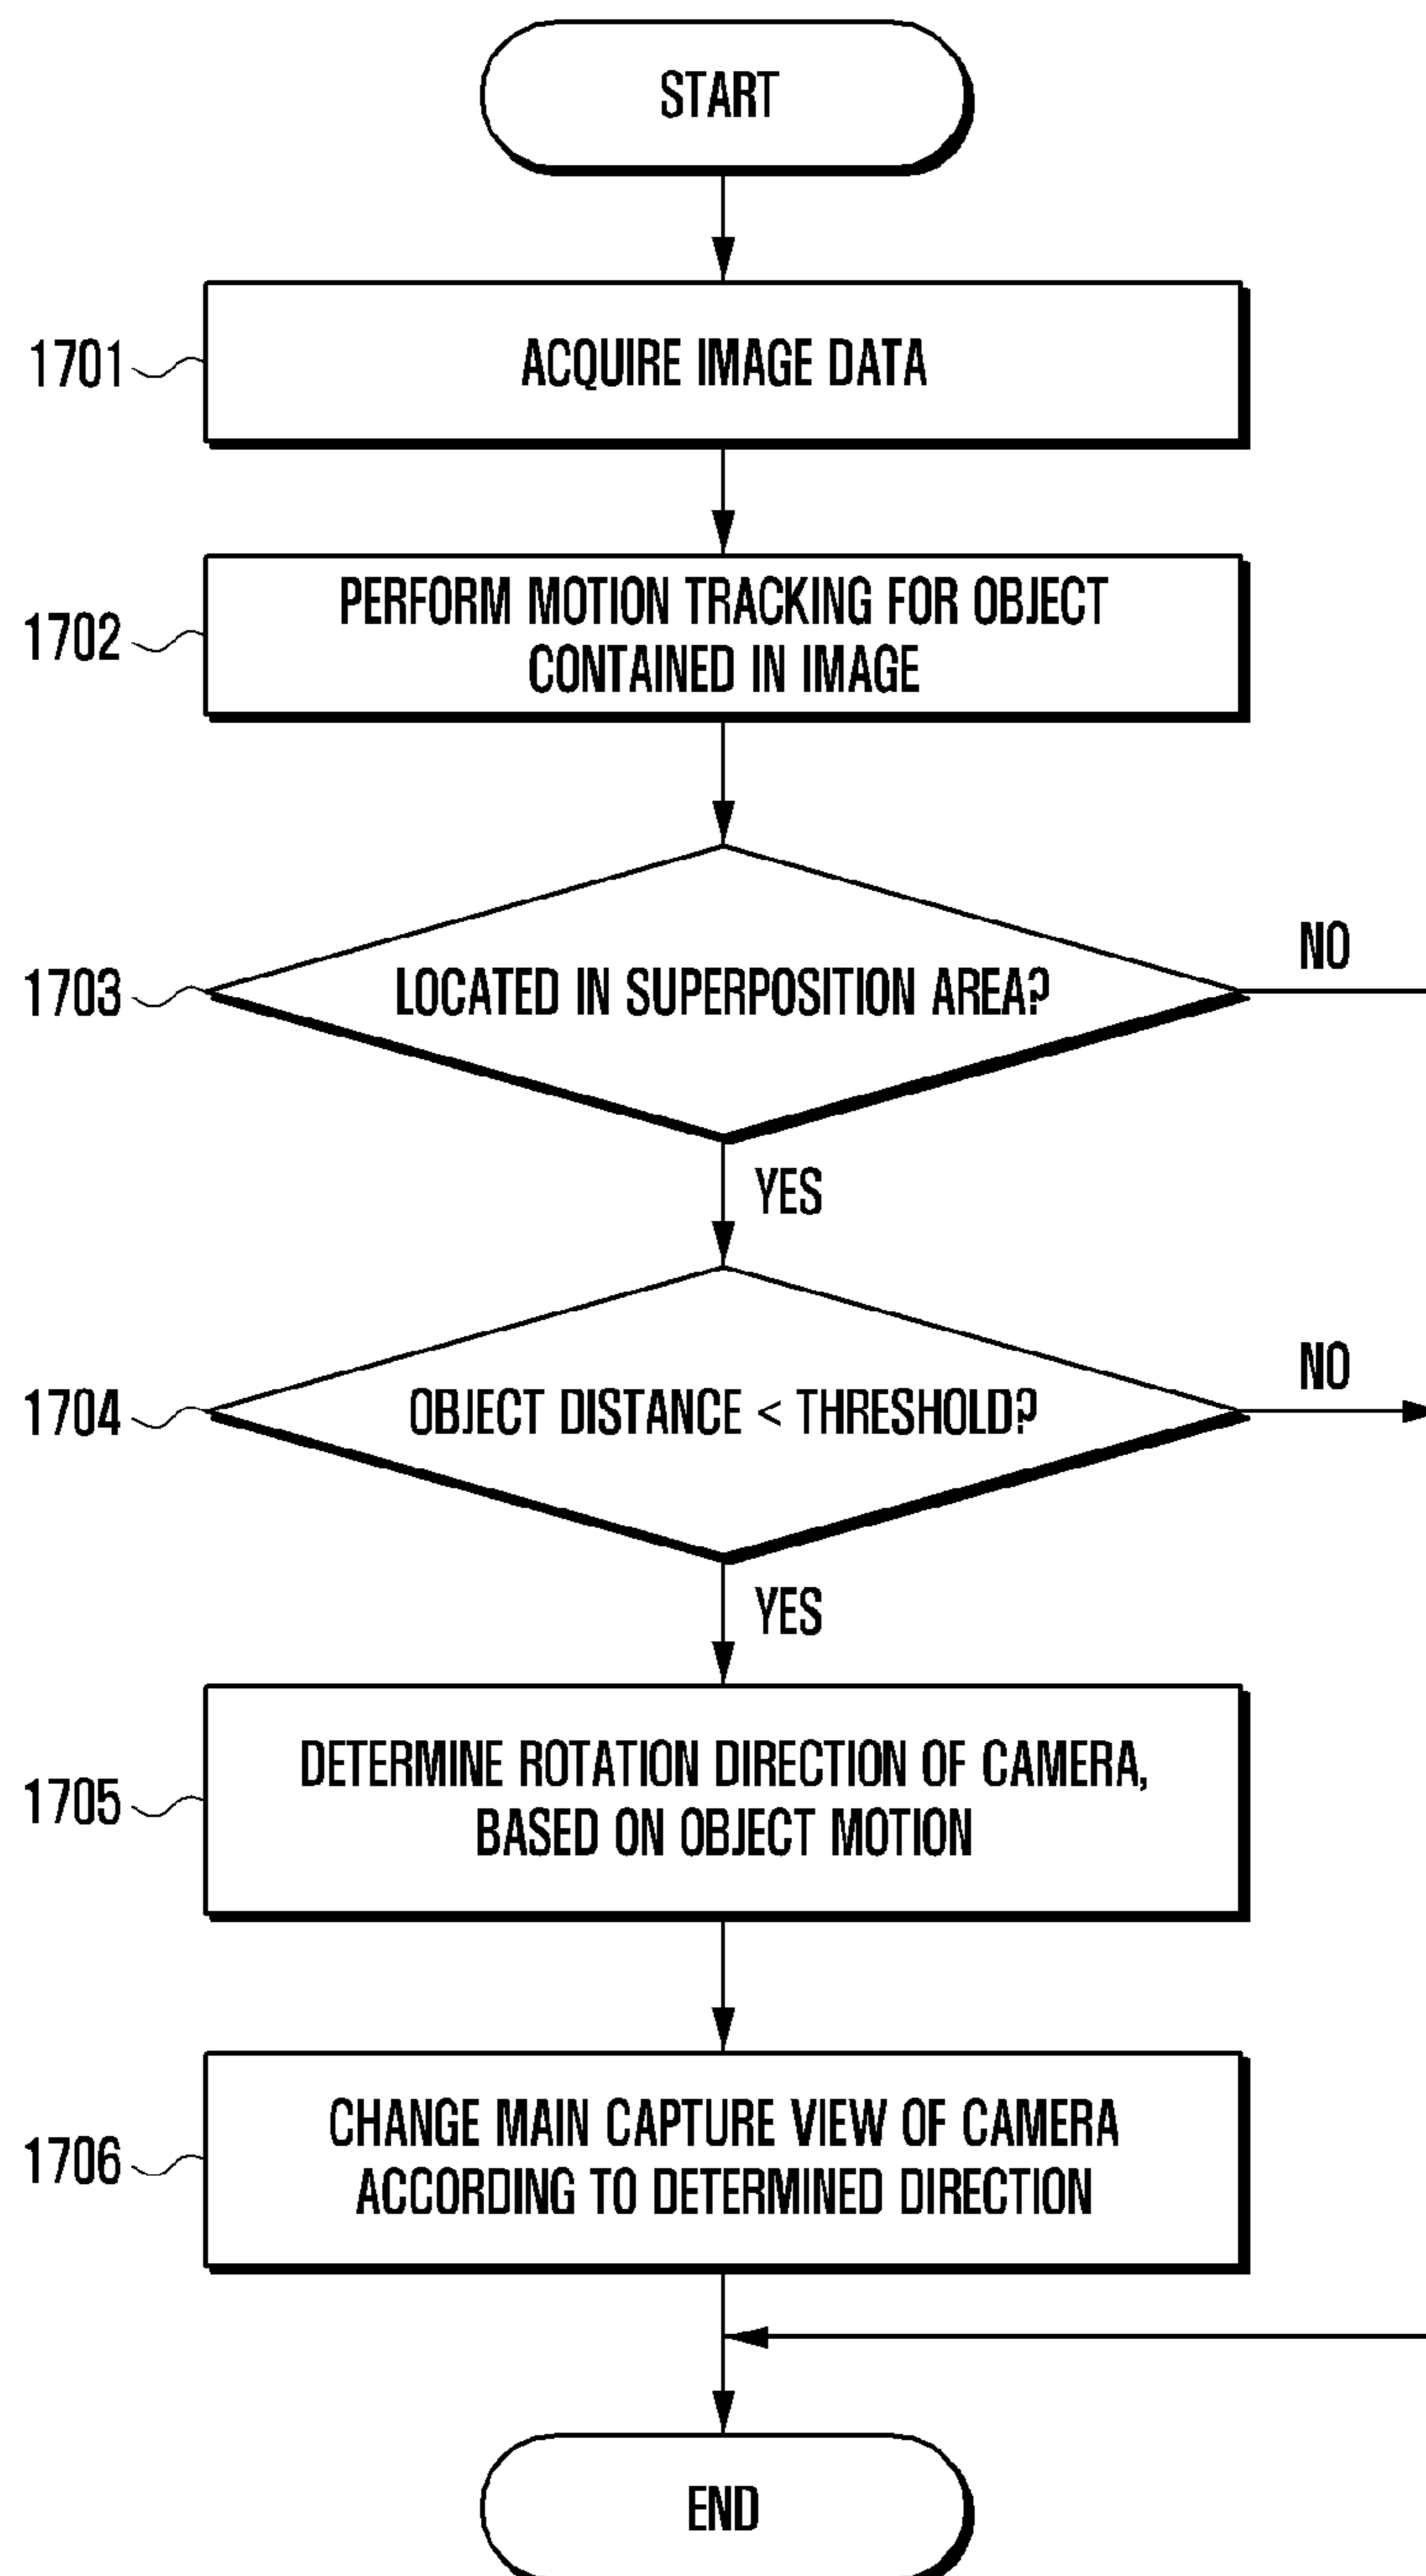 START
1701
ACQUIRE IMAGE DATA
1702
PERFORM MOTION TRACKING FOR OBJECT
CONTAINED IN IMAGE
1703
LOCATED IN SUPERPOSITION AREA?
NO
YES
1704
OBJECT DISTANCE < THRESHOLD?
NO
YES
1705
DETERMINE ROTATION DIRECTION OF CAMERA,
BASED ON OBJECT MOTION
1706
CHANGE MAIN CAPTURE VIEW OF CAMERA
ACCORDING TO DETERMINED DIRECTION
END